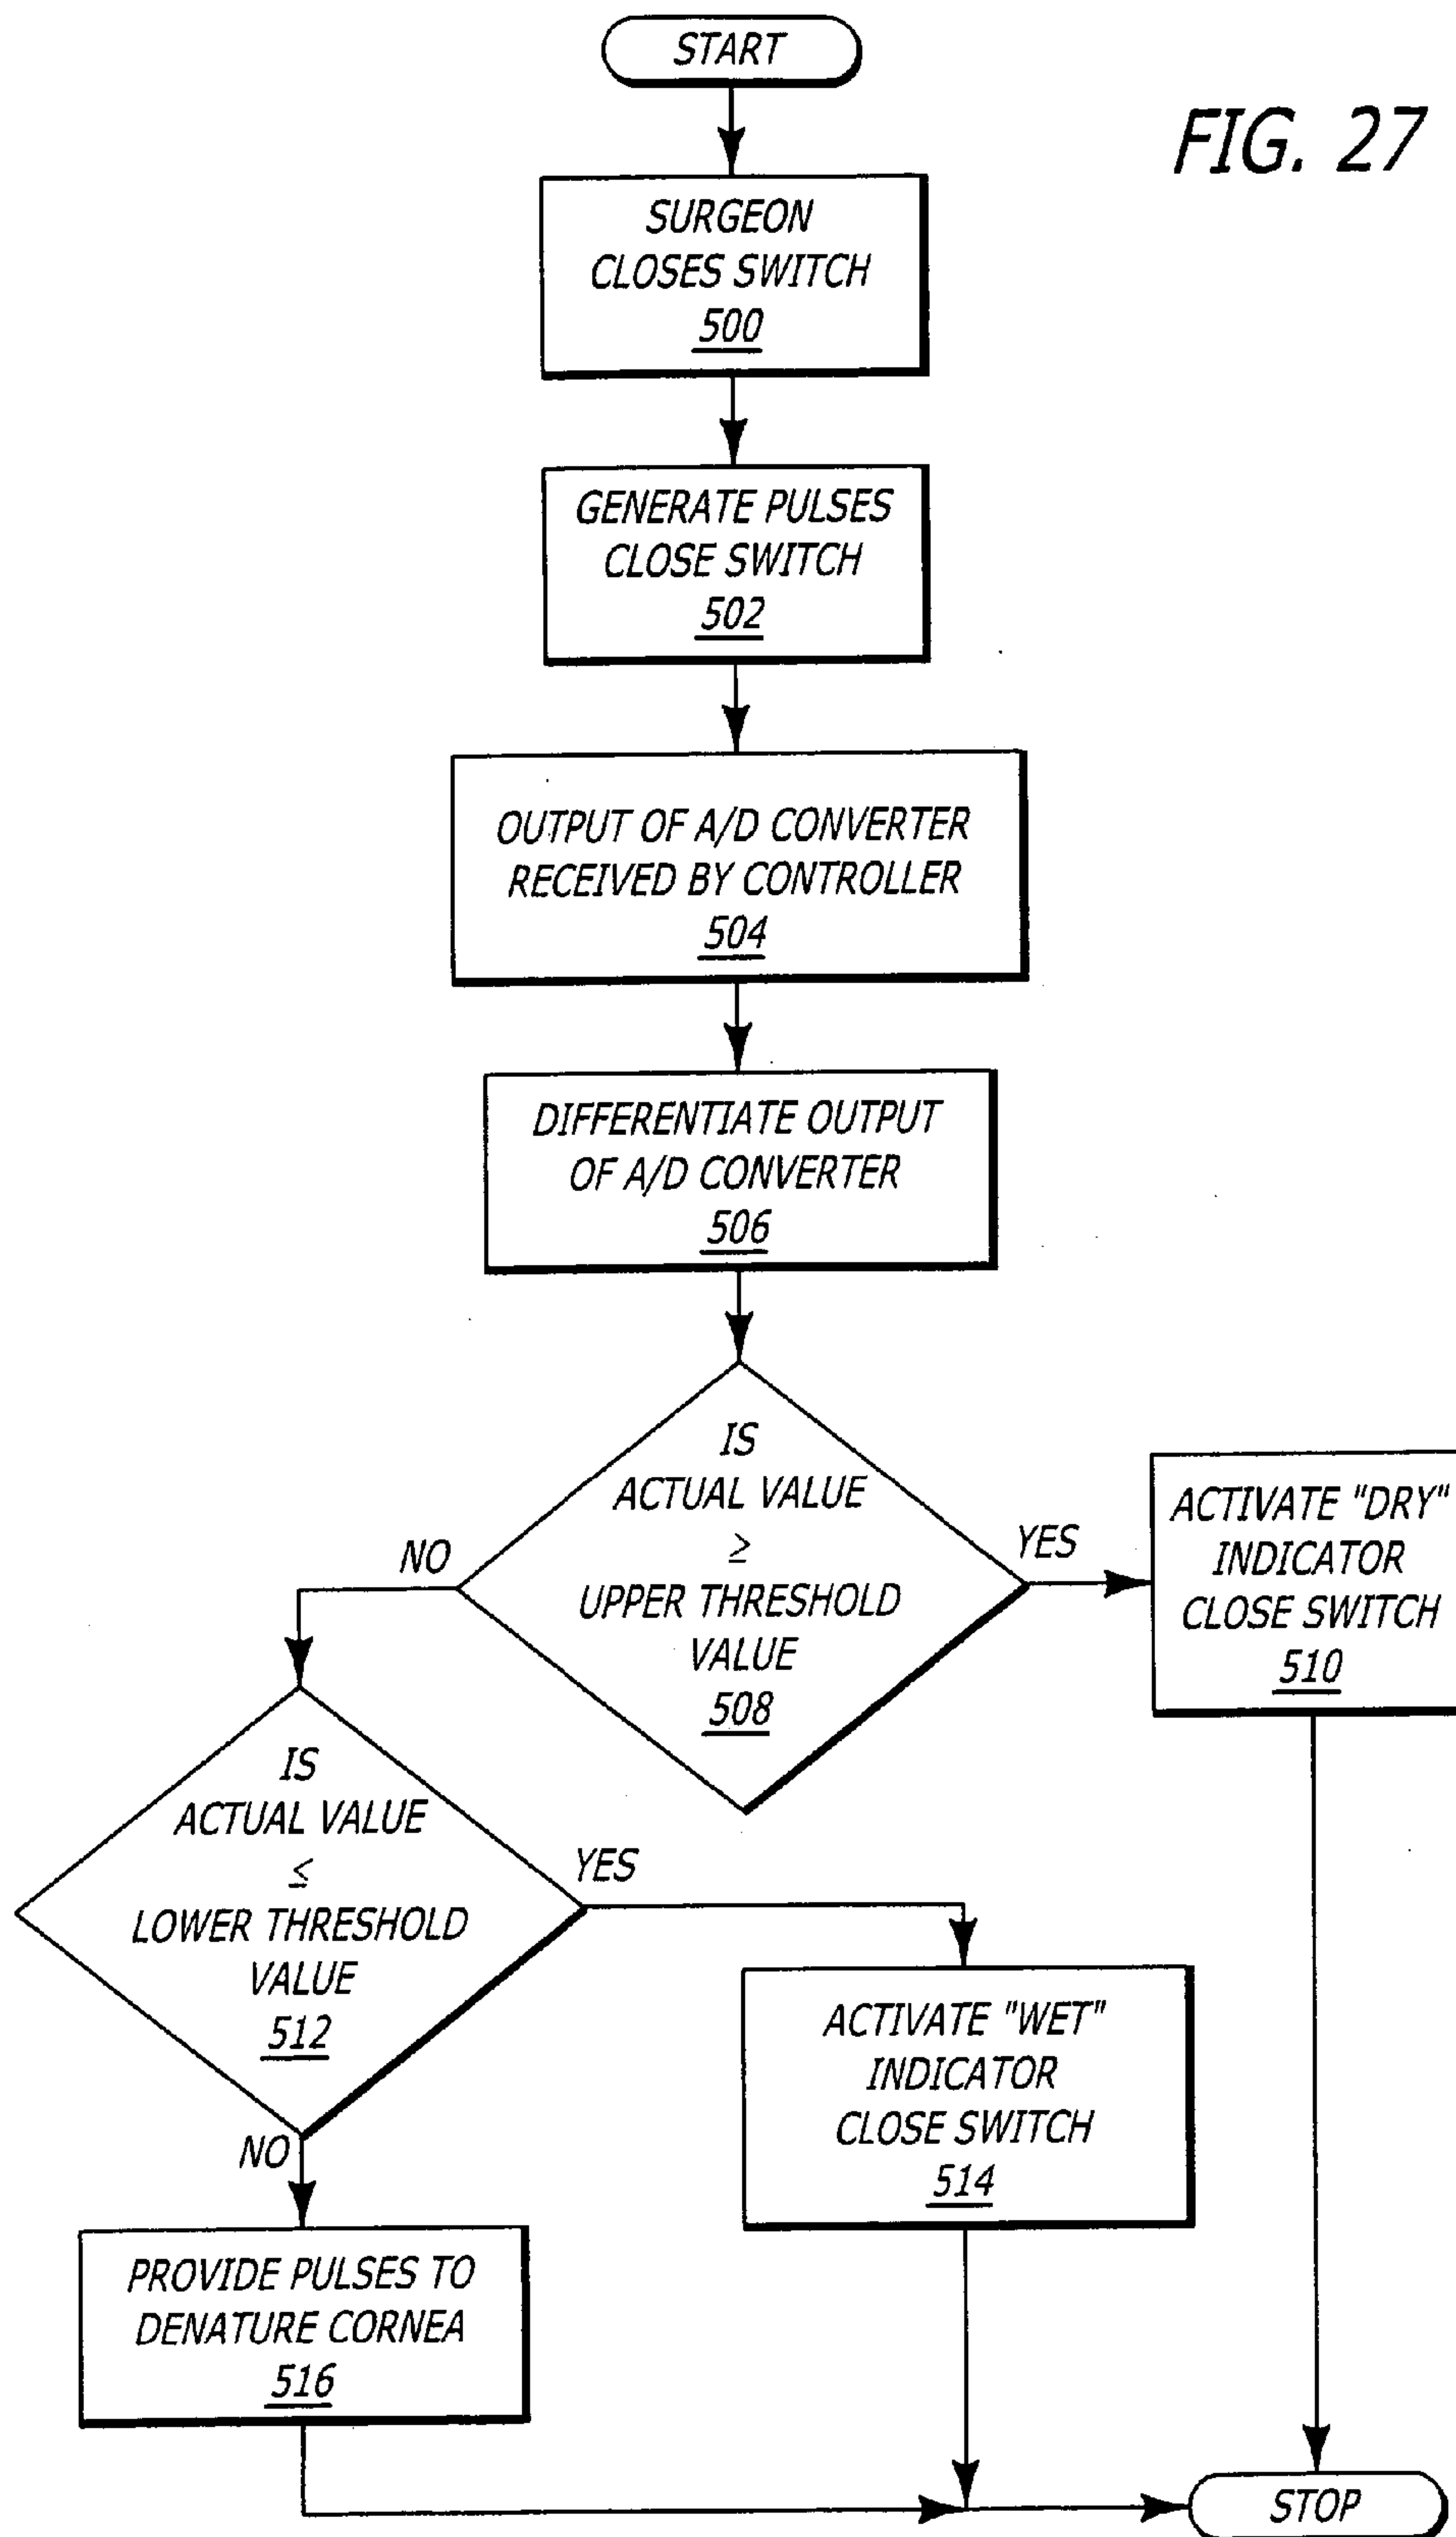 START
FIG. 27
SURGEON
CLOSES SWITCH
500
GENERATE PULSES
CLOSE SWITCH
502
OUTPUT OF A/D CONVERTER
RECEIVED BY CONTROLLER
504
DIFFERENTIATE OUTPUT
OF A/D CONVERTER
506
IS
ACTUAL VALUE
≥
UPPER THRESHOLD
VALUE
508
NO
YES
ACTIVATE "DRY"
INDICATOR
CLOSE SWITCH
510
IS
ACTUAL VALUE
≤
LOWER THRESHOLD
VALUE
512
YES
NO
ACTIVATE "WET"
INDICATOR
CLOSE SWITCH
514
PROVIDE PULSES TO
DENATURE CORNEA
516
STOP